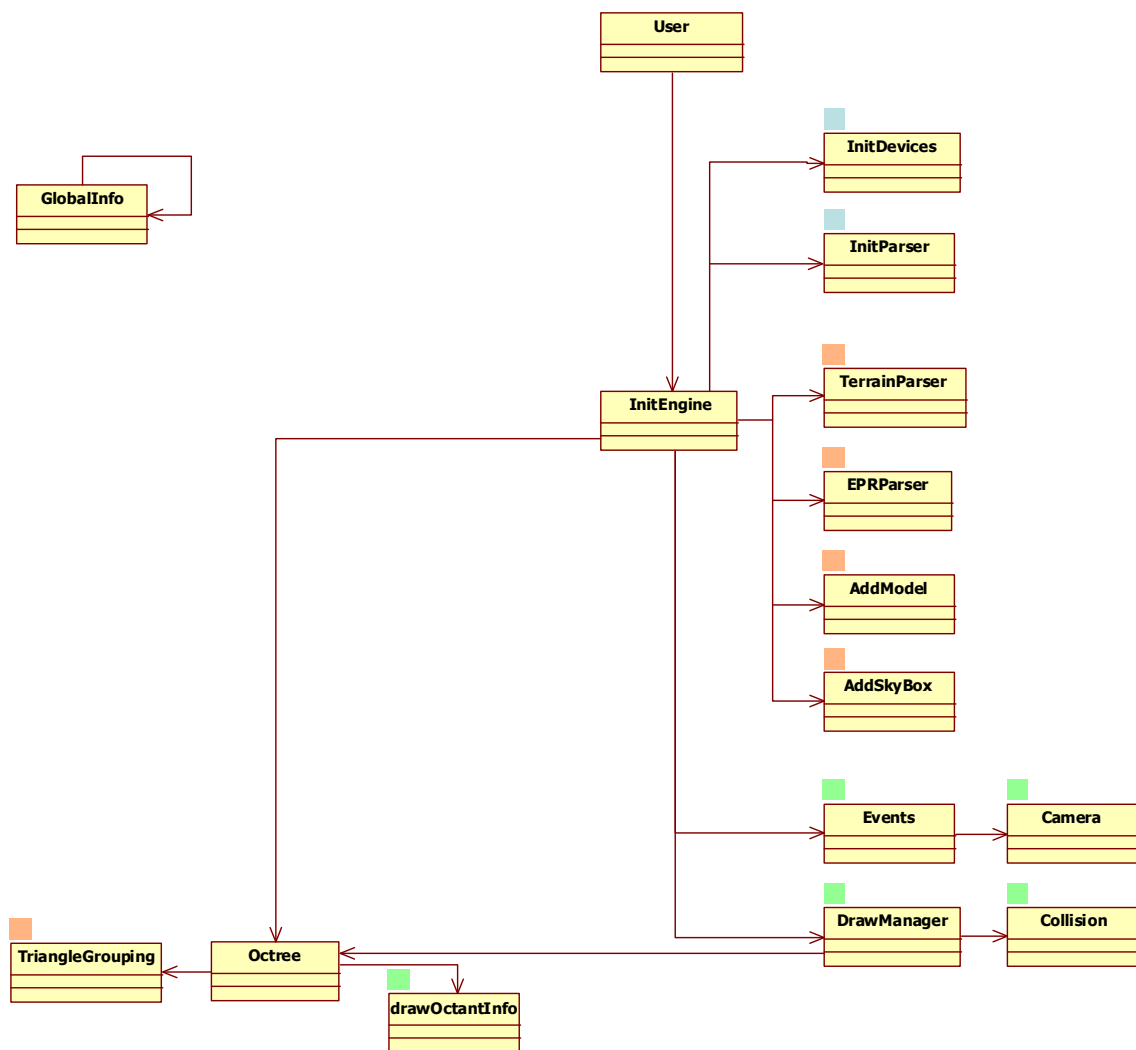 User
InitDevices
GlobalInfo
InitParser
TerrainParser
InitEngine
EPRParser
AddModel
AddSkyBox
Events
Camera
DrawManager
Collision
TriangleGrouping
Octree
drawOctantInfo